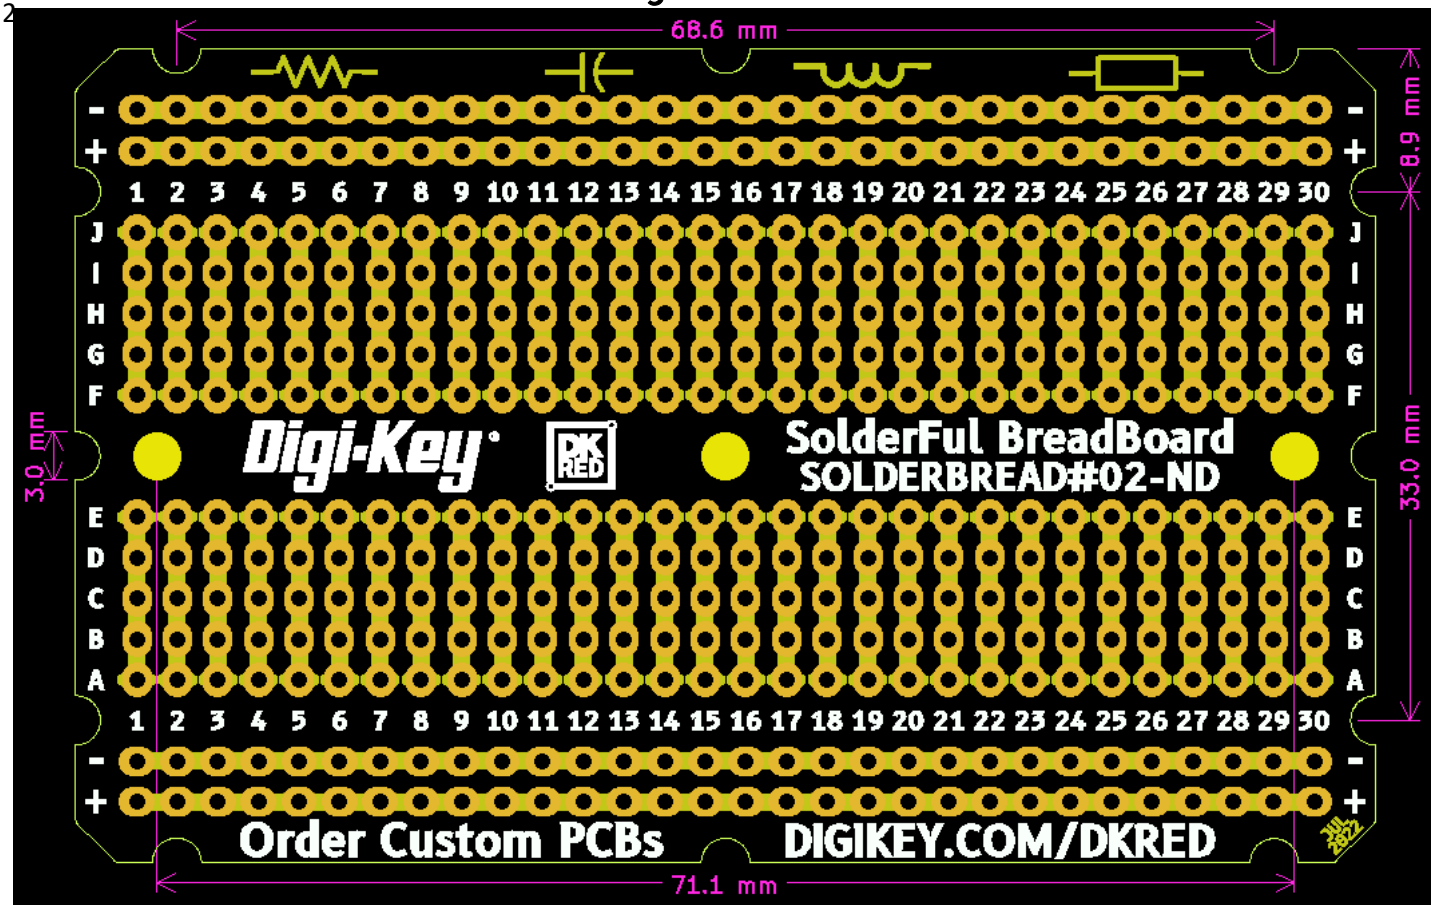 2
68.6 mm
- -
+ +
8.9 mm
1 2 3 4 5 6 7 8 9 10 11 12 13 14 15 16 17 18 19 20 21 22 23 24 25 26 27 28 29 30
J J
I I
H H
G G
F F
3.0 mm
Digi-Key
DK
RED
SolderFul BreadBoard
SOLDERBREAD#02-ND
33.0 mm
E E
D D
C C
B B
A A
1 2 3 4 5 6 7 8 9 10 11 12 13 14 15 16 17 18 19 20 21 22 23 24 25 26 27 28 29 30
- -
+ +
Order Custom PCBs DIGIKEY.COM/DKRED
JUL
2022
71.1 mm